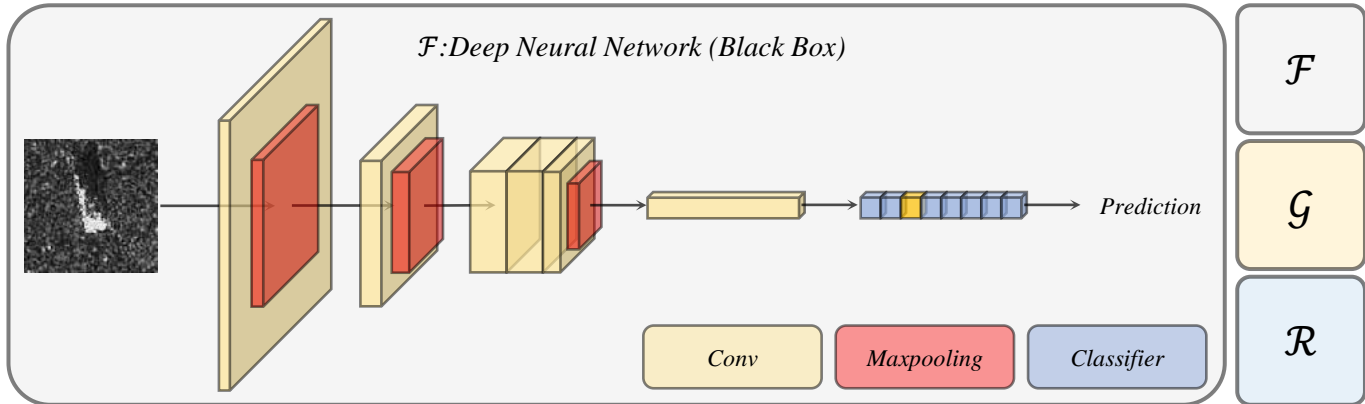 ℱ:Deep Neural Network (Black Box)
Prediction
Conv
Maxpooling
Classifier
ℱ
𝒢
ℛ